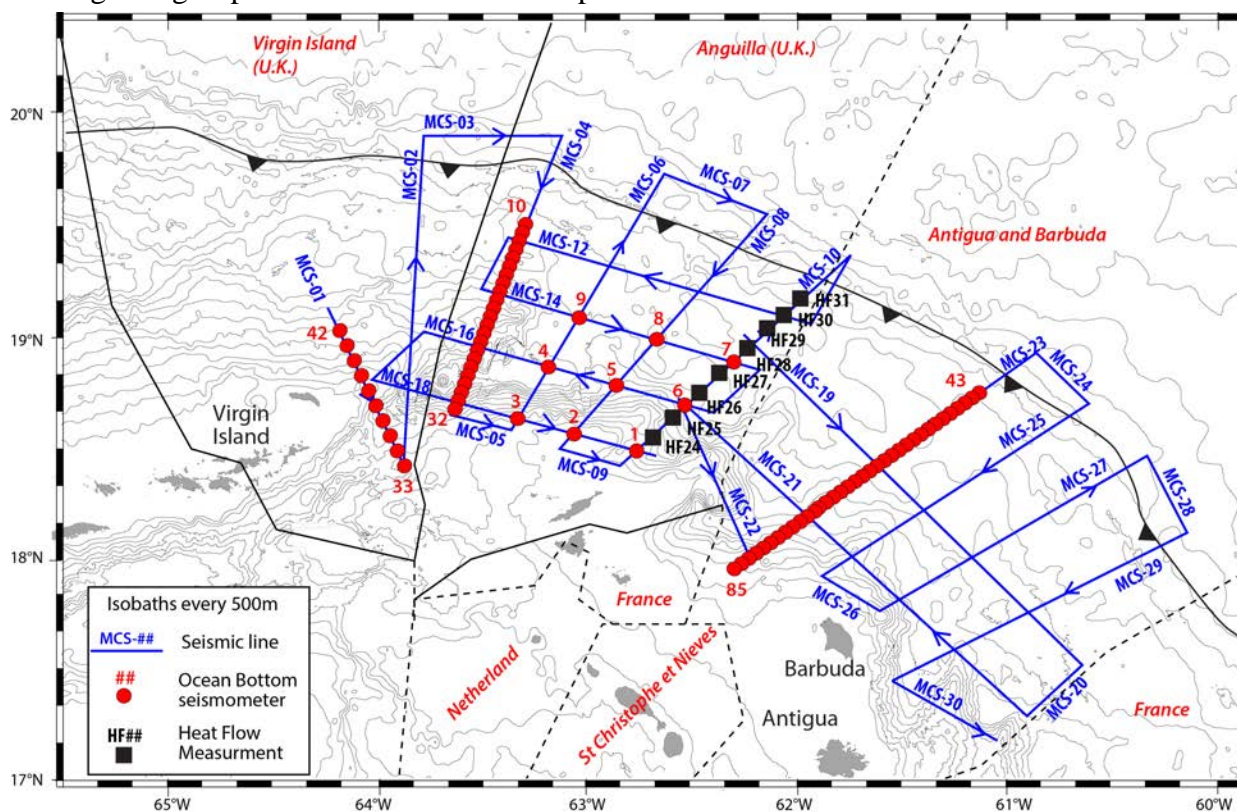 Virgin Island
(U.K.)
Anguilla (U.K.)
20°N
MCS-03
MCS-04
MCS-02
MCS-06
MCS-07
MCS-08
10
MCS-12
Antigua and Barbuda
MCS-10
MCS-01
MCS-14
9
HF31
HF30
19°N
42
MCS-16
8
HF29
4
7
HF28
MCS-23
MCS-24
5
HF27
MCS-19
43
MCS-18
6
HF26
32
3
2
HF25
MCS-25
Virgin
Island
MCS-05
1
HF24
MCS-09
MCS-21
MCS-27
33
MCS-22
MCS-28
18°N
85
MCS-26
MCS-29
France
Isobaths every 500m
MCS-##
Seismic line
##
Ocean Bottom
seismometer
HF##
Heat Flow
Measurment
Netherland
St Christophe et Nieves
Barbuda
Antigua
MCS-30
MCS-20
France
17°N
65°W
64°W
63°W
62°W
61°W
60°W